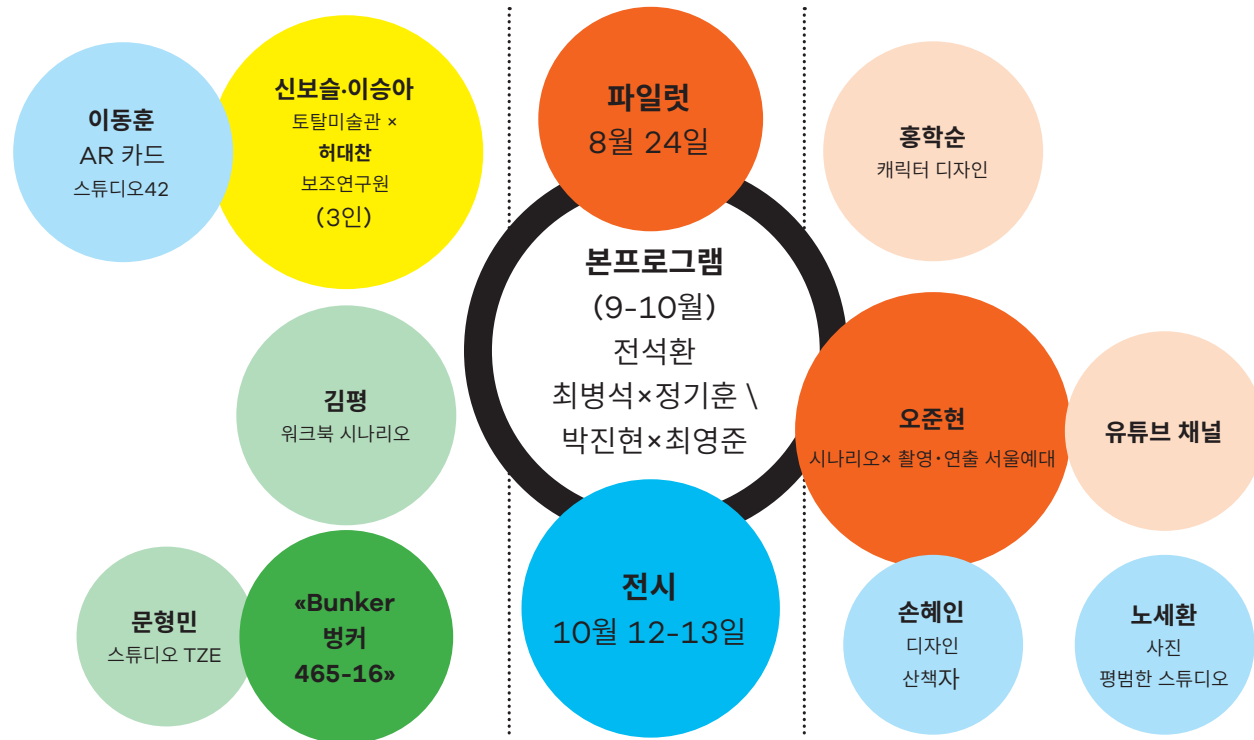 이동훈
AR 카드
스튜디오42
신보슬·이승아
토탈미술관 ×
허대찬
보조연구원
(3인)
김평
워크북 시나리오
문형민
스튜디오 TZE
«Bunker
벙커
465-16»
파일럿
8월 24일
본프로그램
(9-10월)
전석환
최병석×정기훈 \
박진현×최영준
전시
10월 12-13일
홍학순
캐릭터 디자인
오준현
시나리오× 촬영·연출 서울예대
유튜브 채널
손혜인
디자인
산책자
노세환
사진
평범한 스튜디오